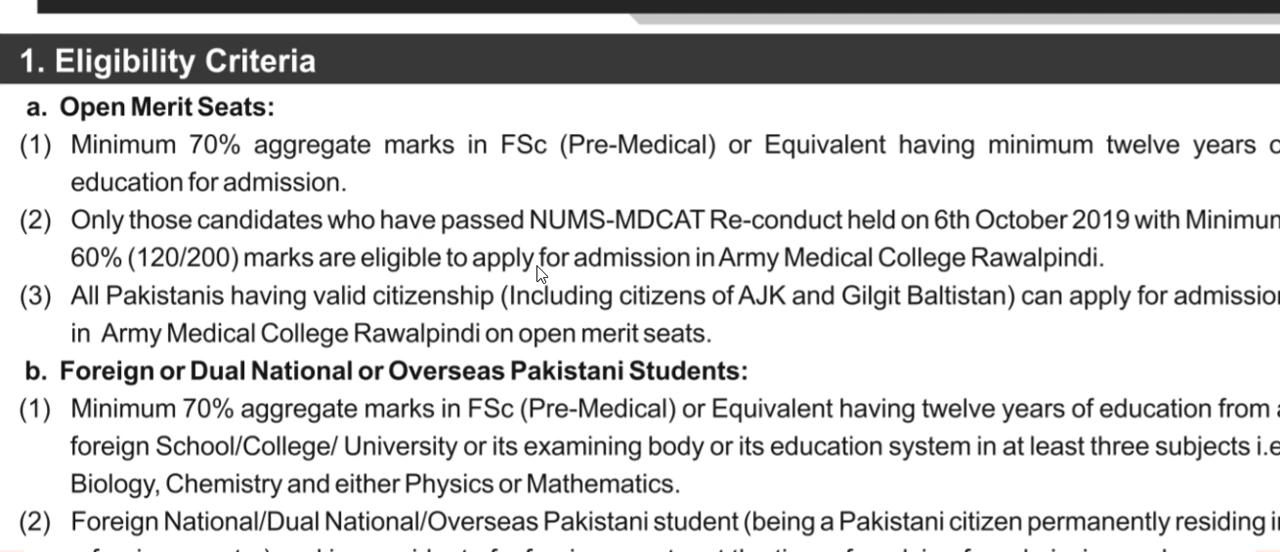 1. Eligibility Criteria
a. Open Merit Seats:
(1) Minimum 70% aggregate marks in FSc (Pre-Medical) or Equivalent having minimum twelve years
education for admission.
(2) Only those candidates who have passed NUMS-MDCAT Re-conduct held on 6th October 2019 with
60% (120/200) marks are eligible to apply for admission in Army Medical College Rawalpindi.
(3) All Pakistanis having valid citizenship (Including citizens of AJK and Gilgit Baltistan) can apply for
in Army Medical College Rawalpindi on open merit seats.
b. Foreign or Dual National or Overseas Pakistani Students:
(1) Minimum 70% aggregate marks in FSc (Pre-Medical) or Equivalent having twelve years of education from
foreign School/College/ University or its examining body or its education system in at least three subjects i.e
Biology, Chemistry and either Physics or Mathematics.
(2) Foreign National/Dual National/Overseas Pakistani student (being a Pakistani citizen permanently residing